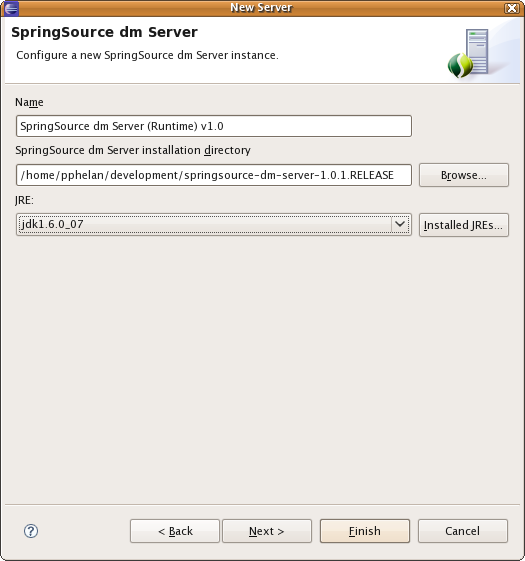 New Server
SpringSource dm Server
Configure a new SpringSource dm Server instance.
Name
SpringSource dm Server (Runtime) v1.0
SpringSource dm Server installation directory
/home/pphelan/development/springsource-dm-server-1.0.1.RELEASE
Browse...
JRE:
jdk1.6.0_07
Installed JREs...
?
< Back
Next >
Finish
Cancel